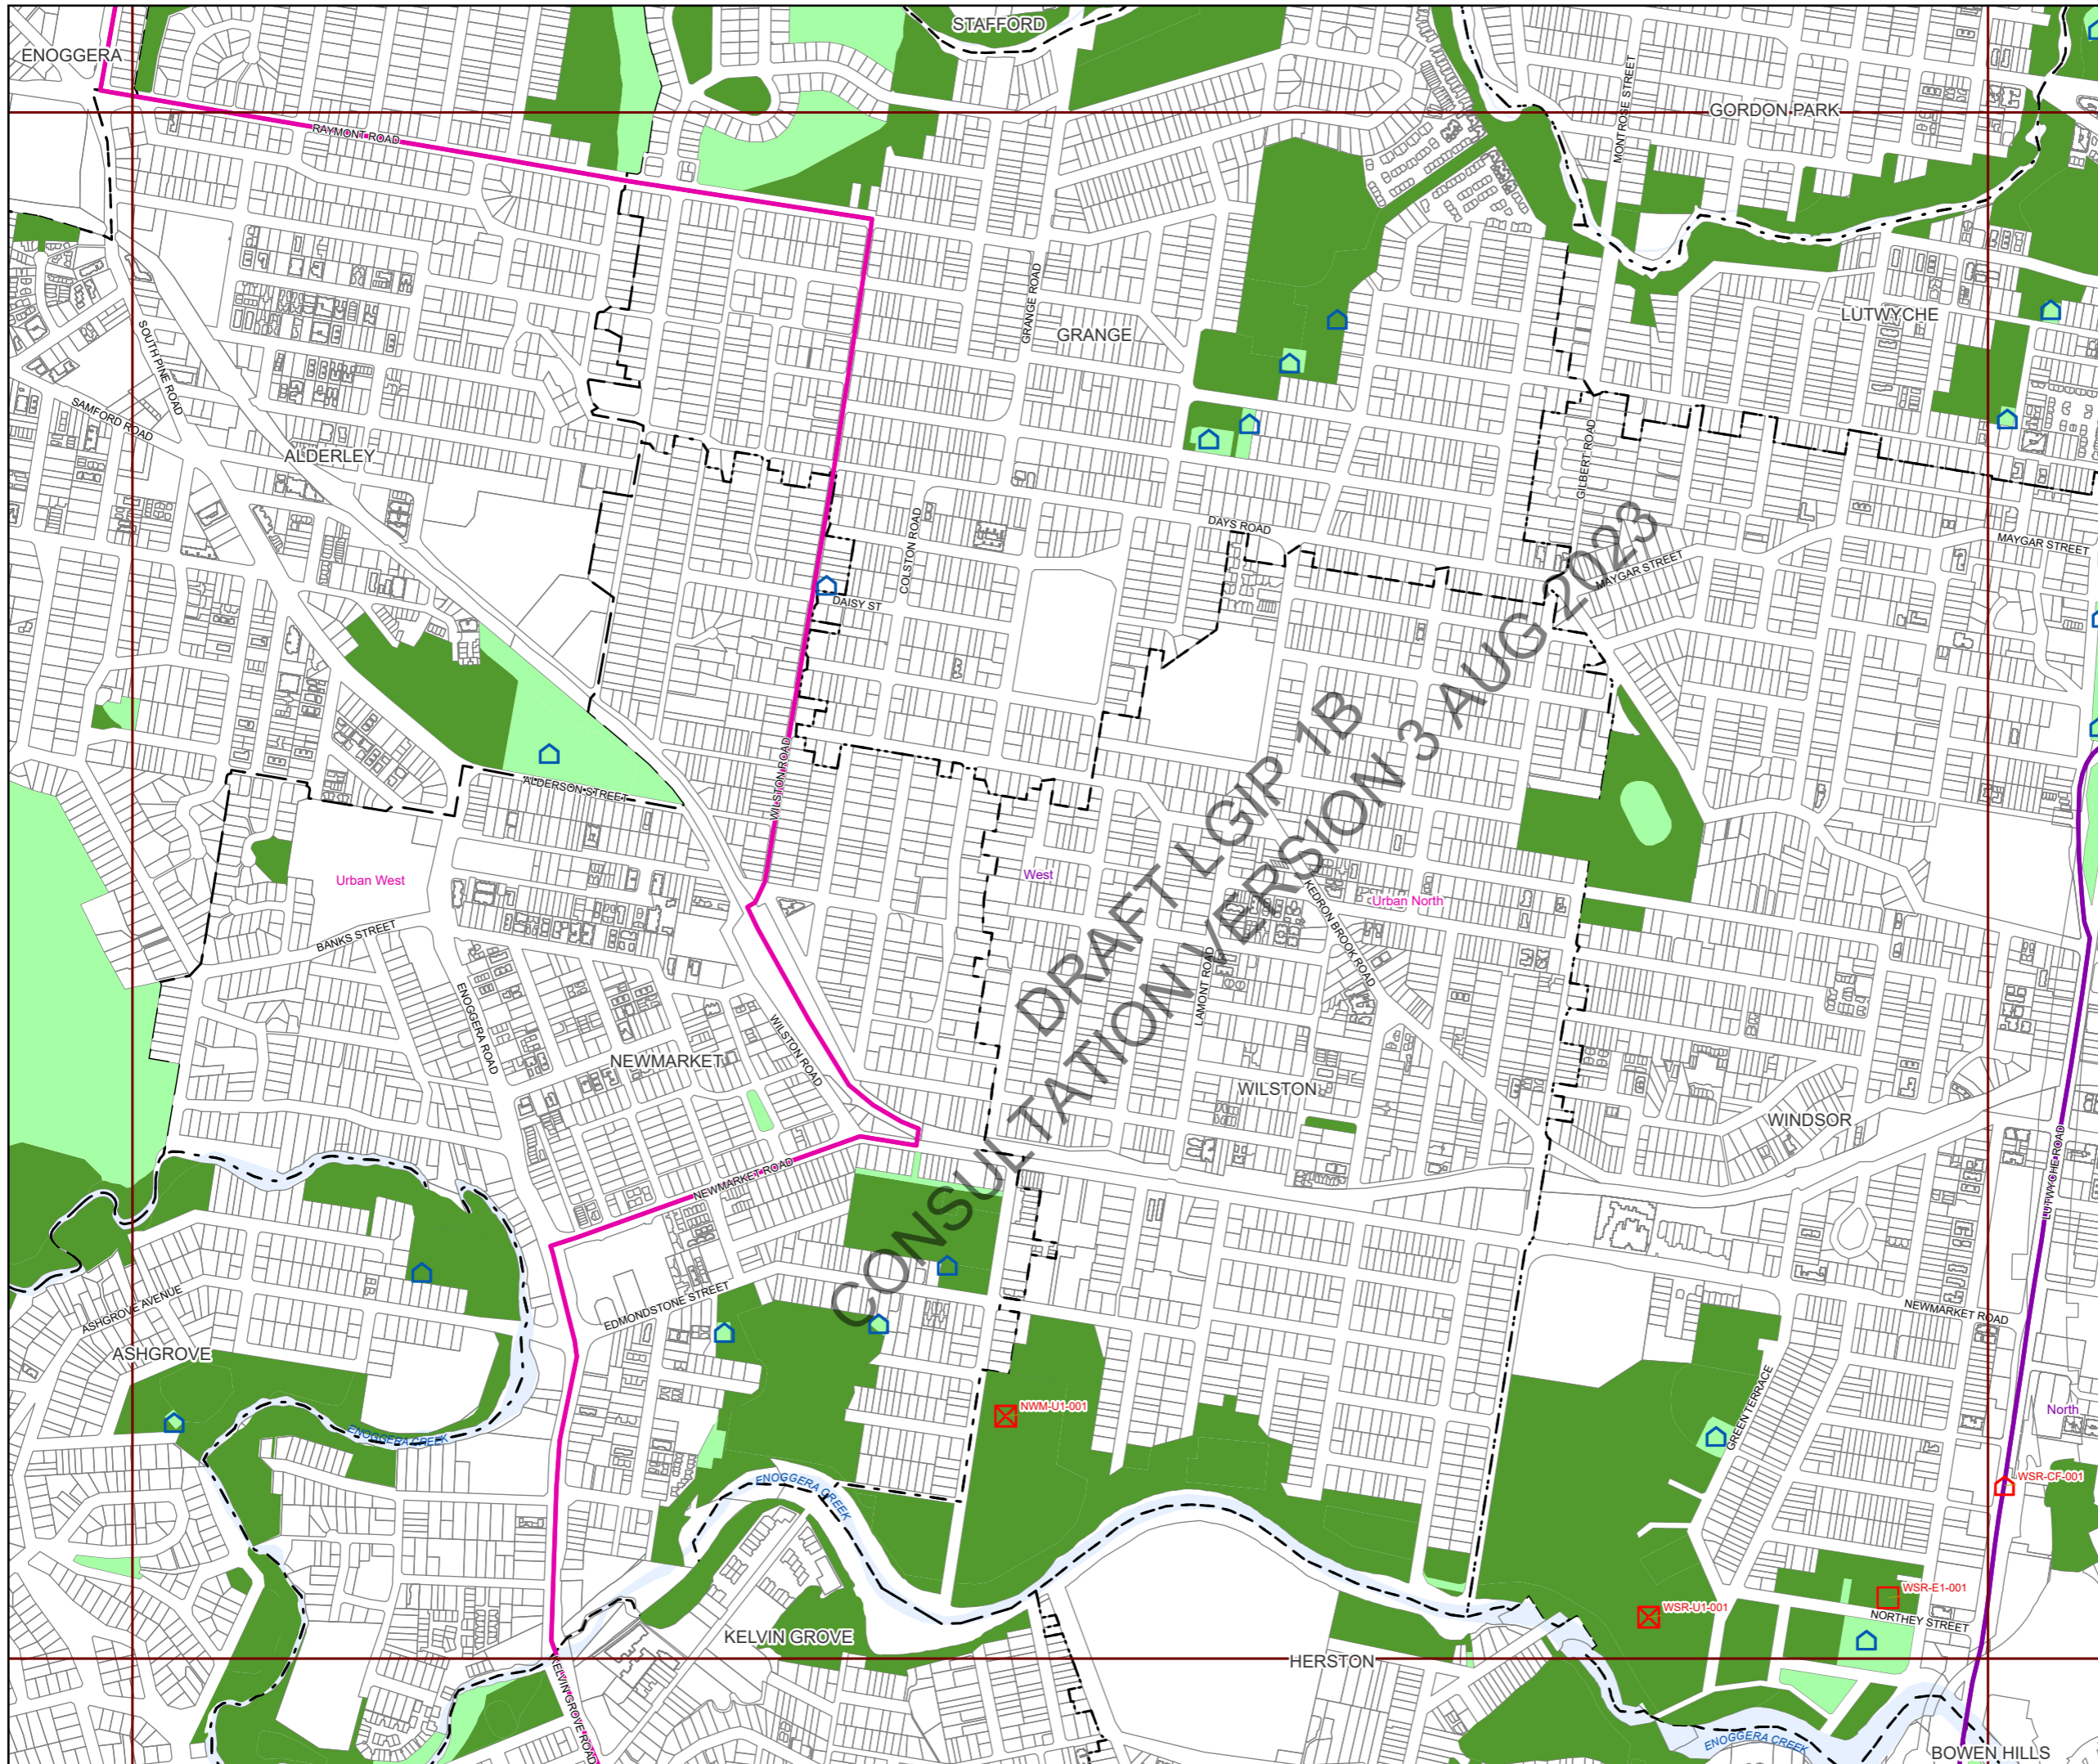 STAFFORD
ENOGGERA
GORDON PARK
MONTROSE STREET
RAYMONT ROAD
GRANGE ROAD
LUTWYCHE
GRANGE
SOUTH PINE ROAD
SAMFORD ROAD
ALDERLEY
GILBERT ROAD
DAYS ROAD
COLSTON ROAD
MAYGAR STREET
MAYGAR STREET
DAISY ST
WILSTON ROAD
ALDERSON STREET
Urban West
West
Urban North
KEDRON BROOK ROAD
BANKS STREET
LAMONT ROAD
ENOGGERA ROAD
WILSTON ROAD
NEWMARKET
WILSTON
WINDSOR
DRAFT LGIP 1B
CONSULTATION VERSION 3 AUG 2023
LUTWYCHE ROAD
NEWMARKET ROAD
EDMONDSTONE STREET
ASHGROVE AVENUE
NEWMARKET ROAD
ASHGROVE
GREEN TERRACE
NWM-U1-001
North
ENOGGERA CREEK
ENOGGERA CREEK
WSR-CF-001
WSR-E1-001
WSR-U1-001
NORTHEY STREET
KELVIN GROVE
HERSTON
KELVIN GROVE ROAD
ENOGGERA CREEK
BOWEN HILLS